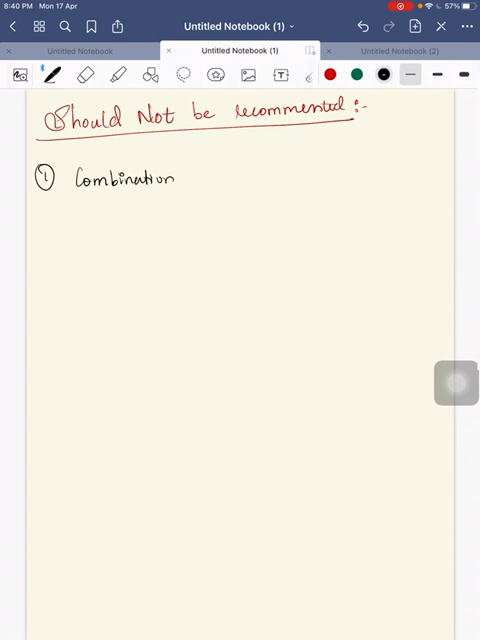 8:40 PM Mon 17 Apr 57%
Untitled Notebook (1)
Untitled Notebook
Untitled Notebook (1)
Untitled Notebook (2)
Should Not be recommented :-
1 Combination